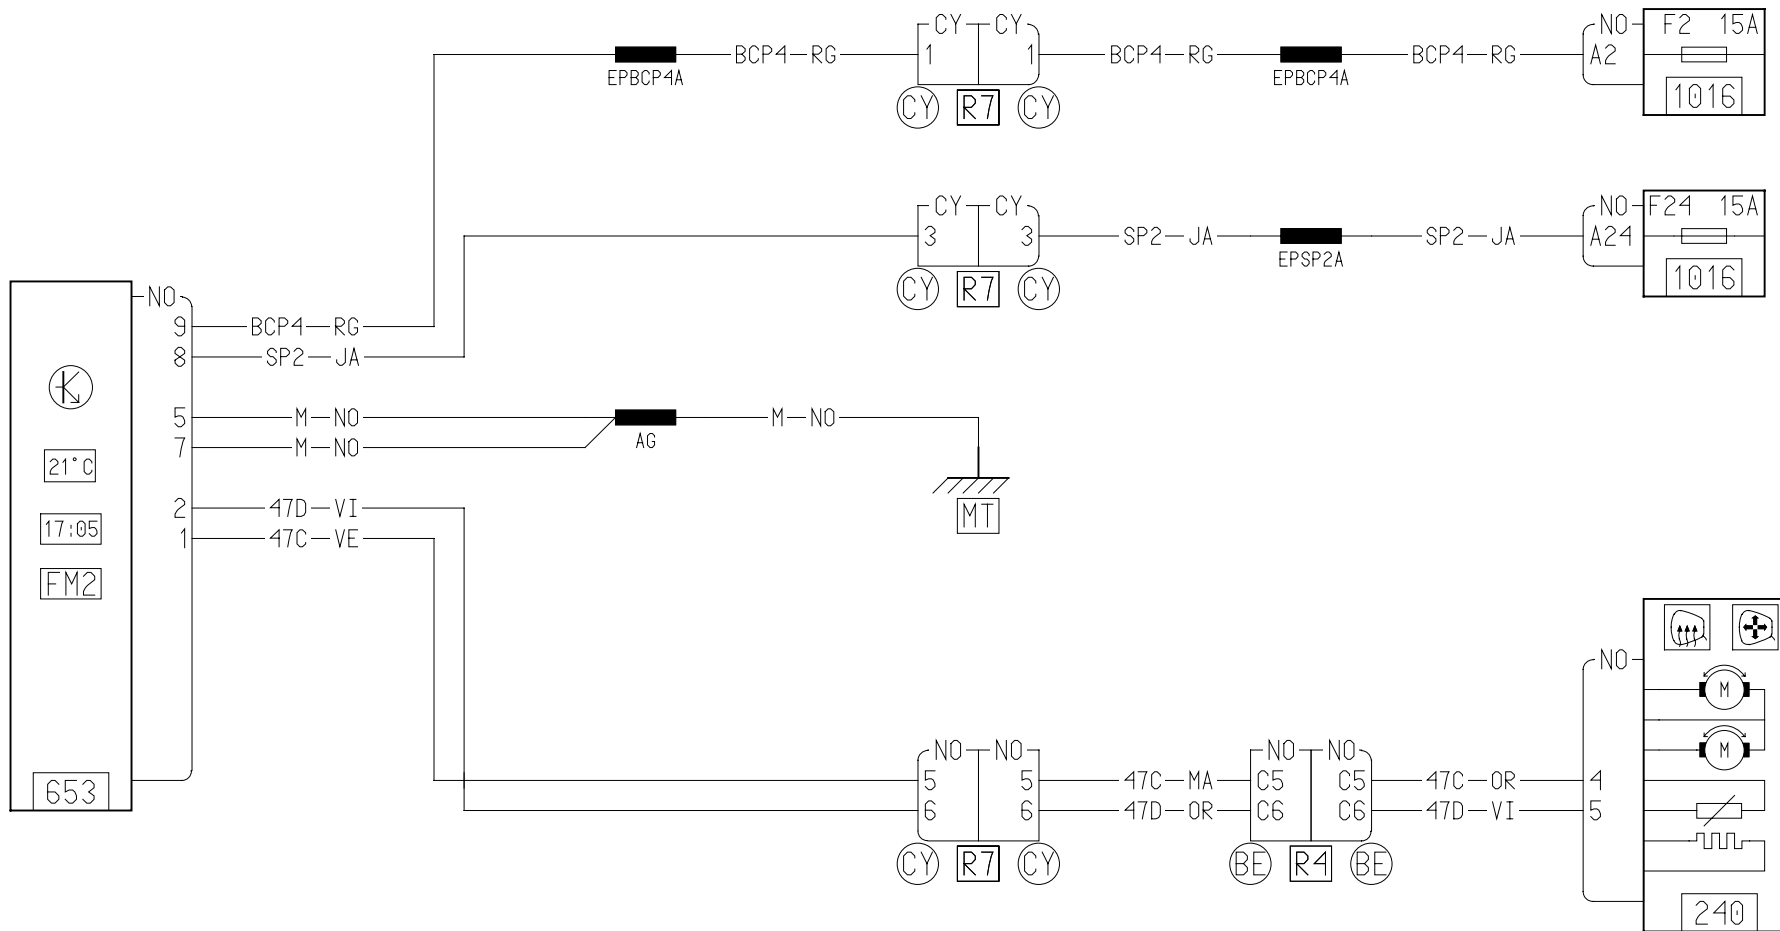 CY CY NO F2 15A
BCP4 RG 1 1 BCP4 RG BCP4 RG A2
EPBCP4A EPBCP4A
CY R7 CY 1016
CY CY NO F24 15A
3 3 SP2 JA SP2 JA A24
EPSP2A
CY R7 CY 1016
NO
9 BCP4 RG
8 SP2 JA
5 M NO M NO
7 M NO AG
21°C
2 47D VI MT
17:05
1 47C VE
FM2
NO
M
NO NO NO NO M
653 5 5 47C MA C5 C5 47C OR 4
6 6 47D OR C6 C6 47D VI 5
CY R7 CY BE R4 BE
240